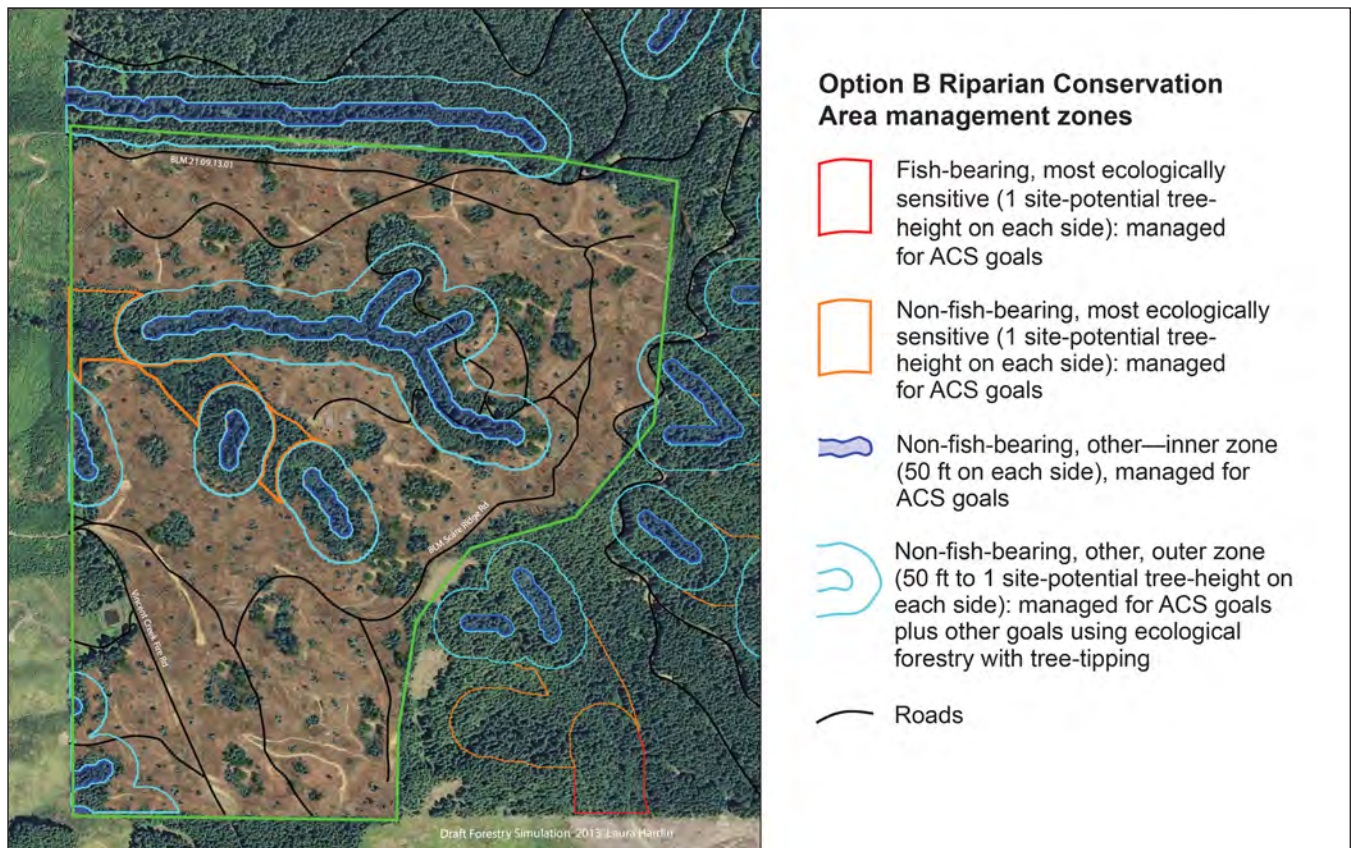 BLM 21.09,13.01
BLM Scare Ridge Rd
Vincent Creek Fire Rd
Draft Forestry Simulation 2013 Laura Hardin
Option B Riparian Conservation
Area management zones
Fish-bearing, most ecologically
sensitive (1 site-potential tree-
height on each side): managed
for ACS goals
Non-fish-bearing, most ecologically
sensitive (1 site-potential tree-
height on each side): managed
for ACS goals
Non-fish-bearing, other—inner zone
(50 ft on each side), managed for
ACS goals
Non-fish-bearing, other, outer zone
(50 ft to 1 site-potential tree-height on
each side): managed for ACS goals
plus other goals using ecological
forestry with tree-tipping
Roads